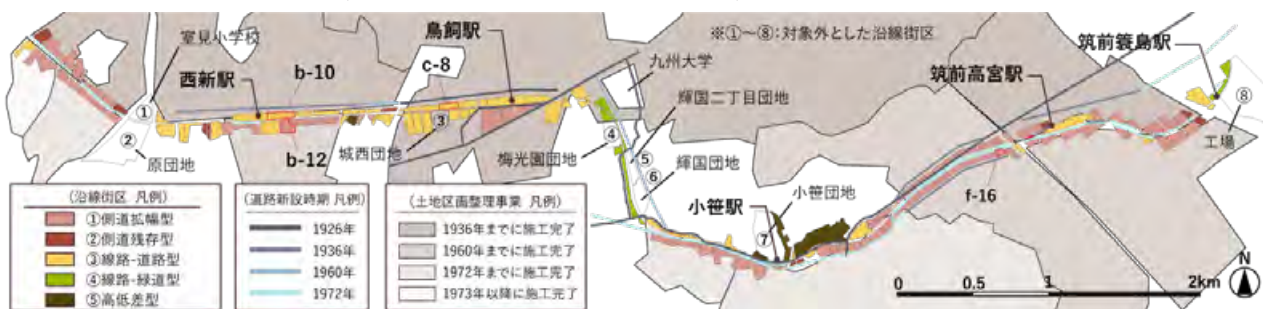 室見小学校
①
②
原団地
西新駅
b-10
b-12
城西団地
c-8
③
鳥飼駅
梅光園団地
④
九州大学
輝国二丁目団地
⑤
⑥
輝国団地
小笹駅
⑦
小笹団地
※①〜⑧：対象外とした沿線街区
筑前高宮駅
f-16
筑前簑島駅
⑧
工場
(沿線街区 凡例)
①側道拡幅型
②側道残存型
③線路-道路型
④線路-緑道型
⑤高低差型
(道路新設時期 凡例)
1926年
1936年
1960年
1972年
(土地区画整理事業 凡例)
1936年までに施工完了
1960年までに施工完了
1972年までに施工完了
1973年以降に施工完了
0 1 2km
N